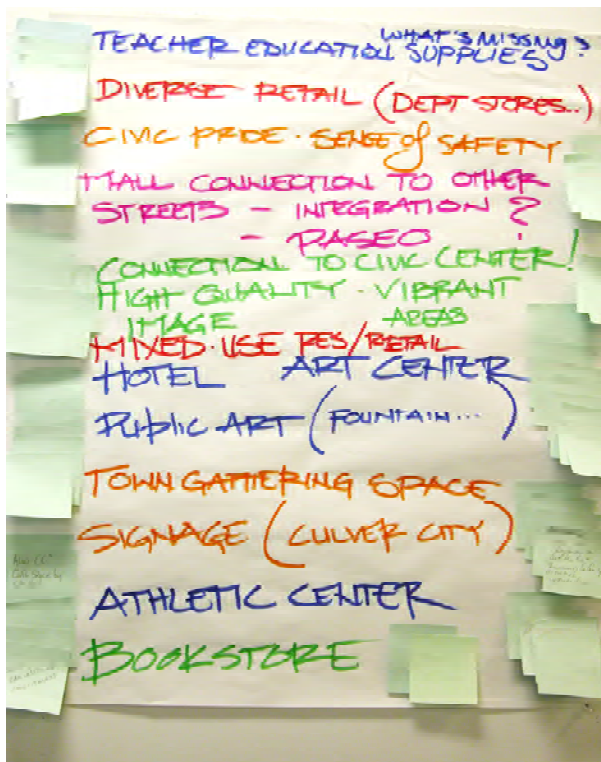 WHAT'S MISSING?
TEACHER EDUCATION SUPPLIES
DIVERSE RETAIL (DEPT STORES..)
CIVIC PRIDE · SENSE of SAFETY
MALL CONNECTION TO OTHER
STREETS - INTEGRATION?
- PASEO !
CONNECTION TO CIVIC CENTER!
HIGH QUALITY · VIBRANT
IMAGE AREAS
MIXED·USE RES/RETAIL
HOTEL ART CENTER
PUBLIC ART (FOUNTAIN...)
TOWN GATHERING SPACE
SIGNAGE (CULVER CITY)
ATHLETIC CENTER
BOOKSTORE